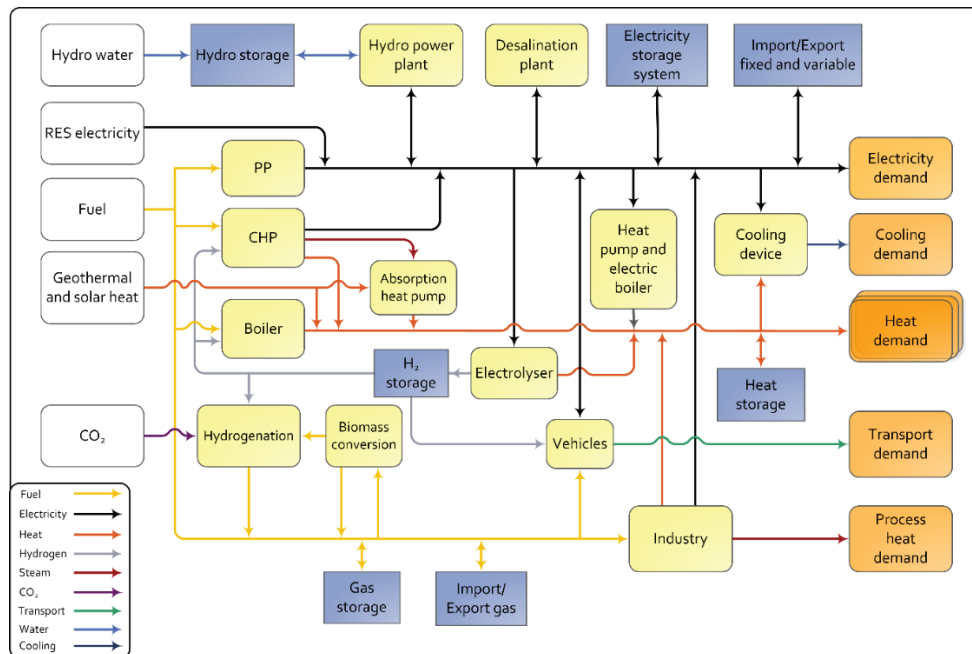 Hydro water
Hydro storage
Hydro power
plant
Desalination
plant
Electricity
storage
system
Import/Export
fixed and variable
RES electricity
PP
Electricity
demand
Fuel
CHP
Heat
pump and
electric
boiler
Cooling
device
Cooling
demand
Geothermal
and solar heat
Absorption
heat pump
Boiler
Heat
demand
H₂
storage
Electrolyser
Heat
storage
CO₂
Hydrogenation
Biomass
conversion
Vehicles
Transport
demand
Industry
Process
heat
demand
Gas
storage
Import/
Export gas
Fuel
Electricity
Heat
Hydrogen
Steam
CO₂
Transport
Water
Cooling